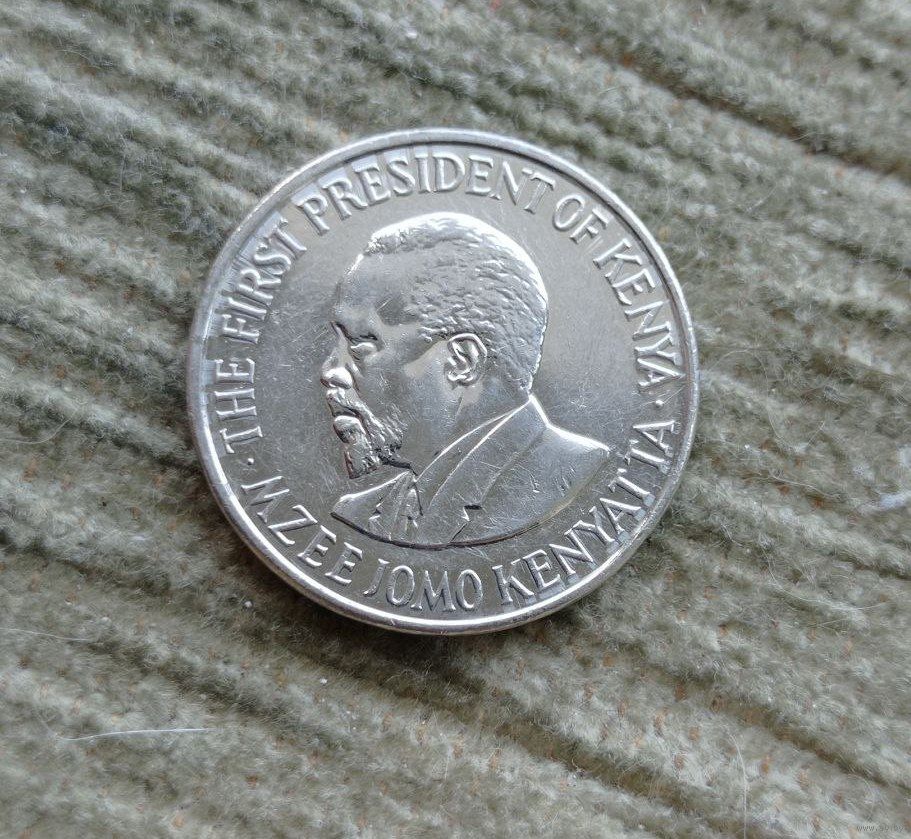 · THE FIRST PRESIDENT OF KENYA ·
MZEE JOMO KENYATTA